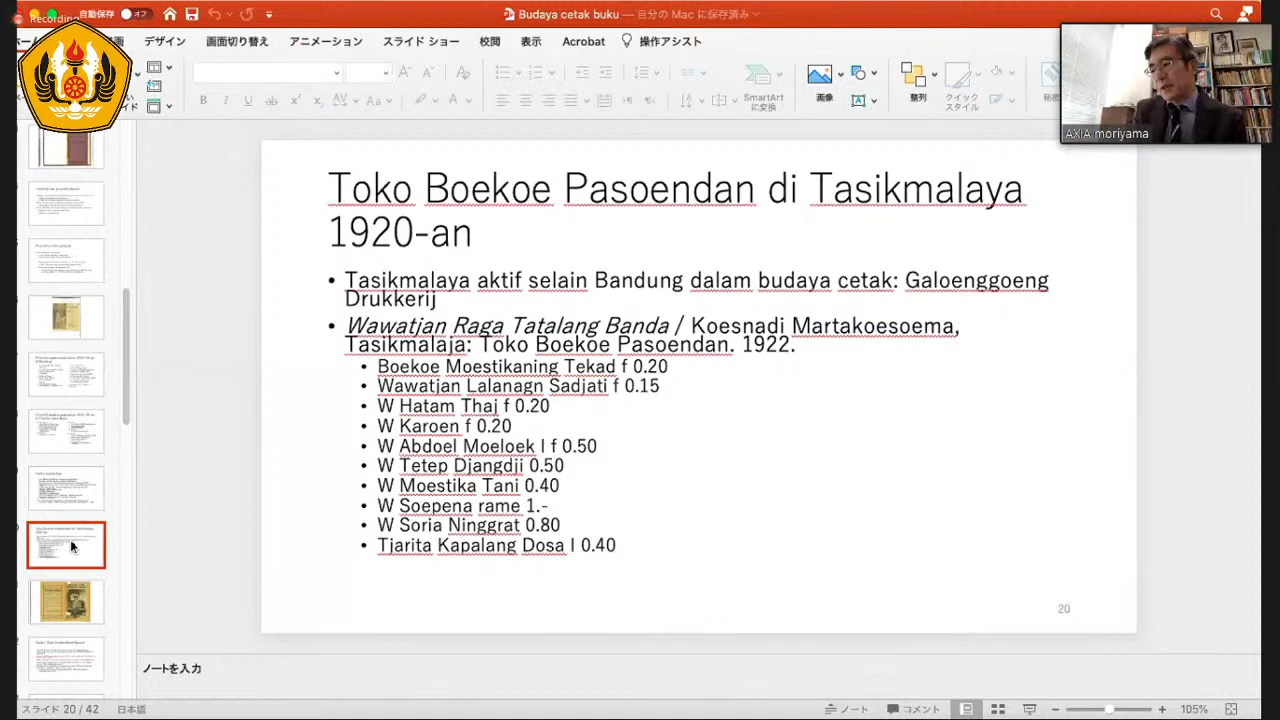 Recording
自動保存 オフ
Budaya cetak buku — 自分の Mac に保存済み
デザイン 画面切り替え アニメーション スライド ショー 校閲 表示 Acrobat 操作アシスト
画像 整列 クイック スタイル
SmartArt に変換
AXIA moriyama
Toko Boekoe Pasoendan di Tasikmalaya
1920-an
• Tasikmalaya aktif selain Bandung dalam budaya cetak: Galoenggoeng
Drukkerij
• Wawatjan Raga Tatalang Banda / Koesnadi Martakoesoema,
Tasikmalaja: Toko Boekoe Pasoendan. 1922.
Boekoe Moestikaning Tekad f 0.20
• Wawatjan Lalanagn Sadjati f 0.15
• W Hatam Thaj f 0.20
• W Karoen f 0.20
• W Abdoel Moeloek I f 0.50
• W Tetep Djangdji 0.50
• W Moestika Tam 0.40
• W Soepena rame 1.-
• W Soria Ninggrat 0.80
• Tjarita Kapalang Dosa I 0.40
20
ノートを入力
スライド 20 / 42 日本語 ノート コメント 105%